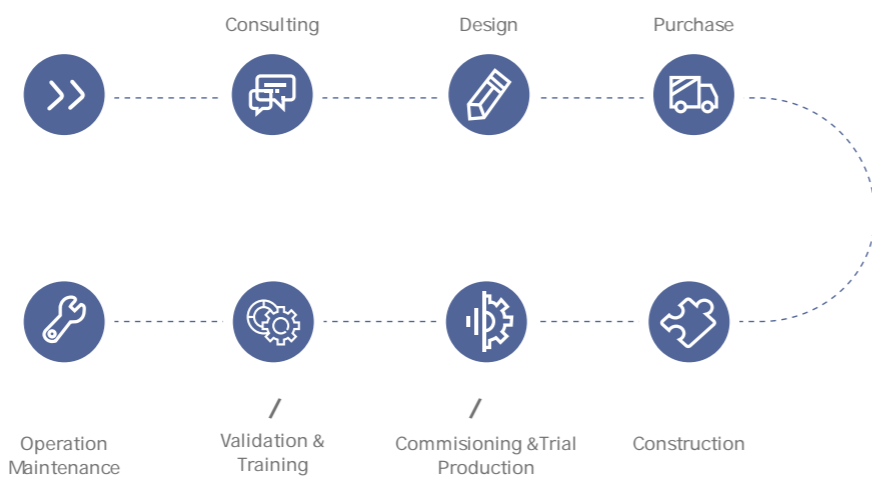 Consulting
Design
Purchase
/
/
Operation
Maintenance
Validation &
Training
Commisioning &Trial
Production
Construction